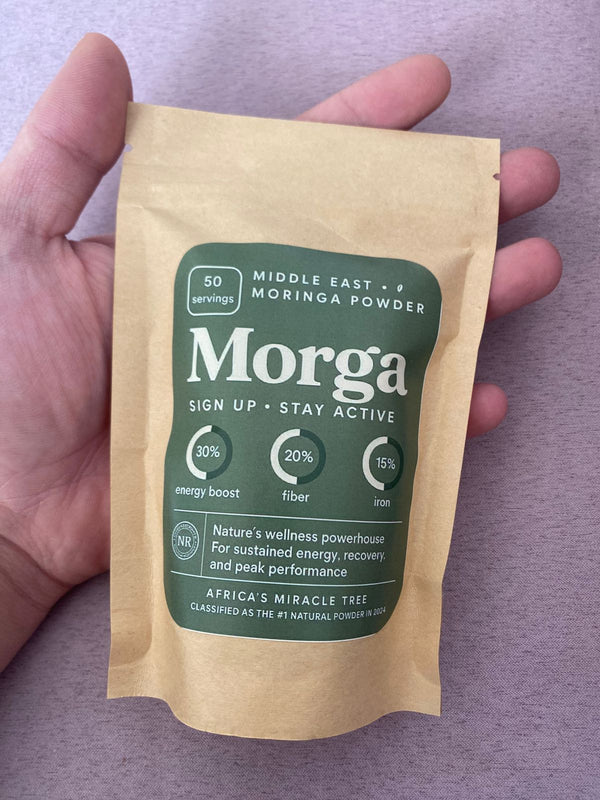 50
servings
MIDDLE EAST •
MORINGA POWDER
Morga
SIGN UP • STAY ACTIVE
30%
energy boost
20%
fiber
15%
iron
NR
Nature's wellness powerhouse
For sustained energy, recovery.
and peak performance
AFRICA'S MIRACLE TREE
CLASSIFIED AS THE #1 NATURAL POWDER IN 2024